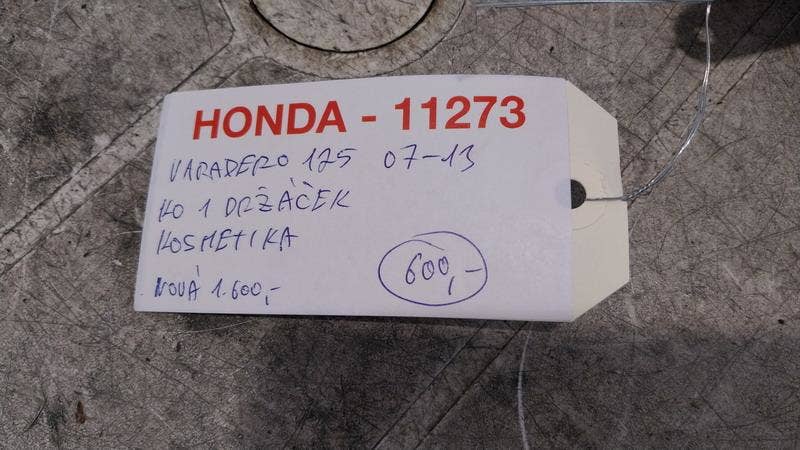 HONDA - 11273
VARADERO 125 07-13
KO 1 DRŽÁČEK
KOSMETIKA
NOVÁ 1.600,-
600,-